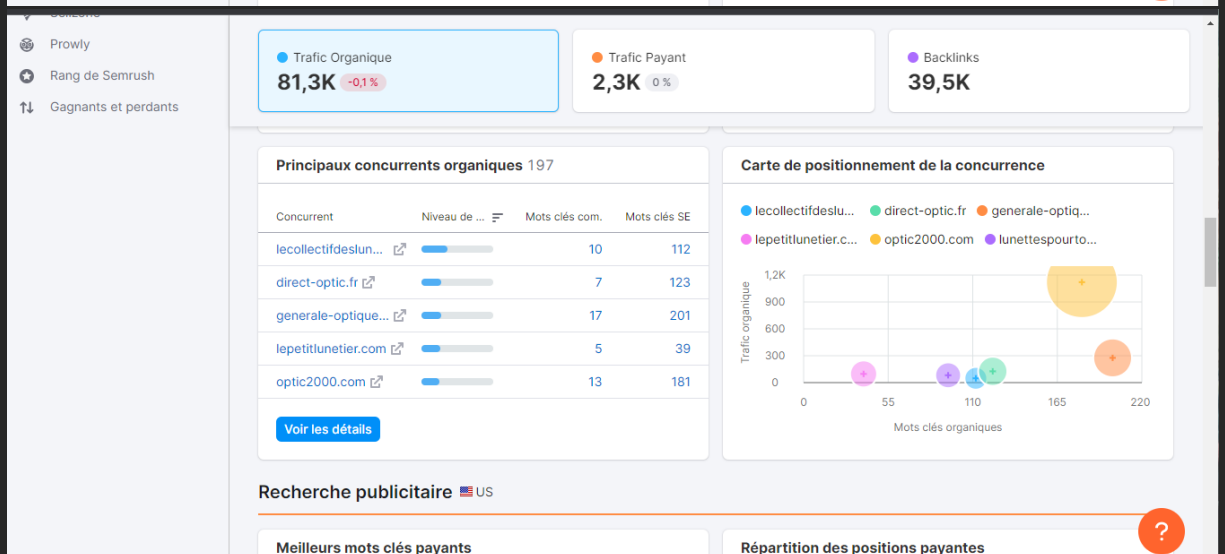 Prowly
Rang de Semrush
Gagnants et perdants
Trafic Organique
81,3K -0,1 %
Trafic Payant
2,3K 0 %
Backlinks
39,5K
Principaux concurrents organiques 197
Concurrent Niveau de ... Mots clés com. Mots clés SE
lecollectifdeslun... 10 112
direct-optic.fr 7 123
generale-optique... 17 201
lepetitlunetier.com 5 39
optic2000.com 13 181
Voir les détails
Carte de positionnement de la concurrence
lecollectifdeslu... direct-optic.fr generale-optiq...
lepetitlunetier.c... optic2000.com lunettespourto...
Trafic organique
1,2K
900
600
300
0
0 55 110 165 220
Mots clés organiques
Recherche publicitaire US
?
Meilleurs mots clés payants
Répartition des positions payantes